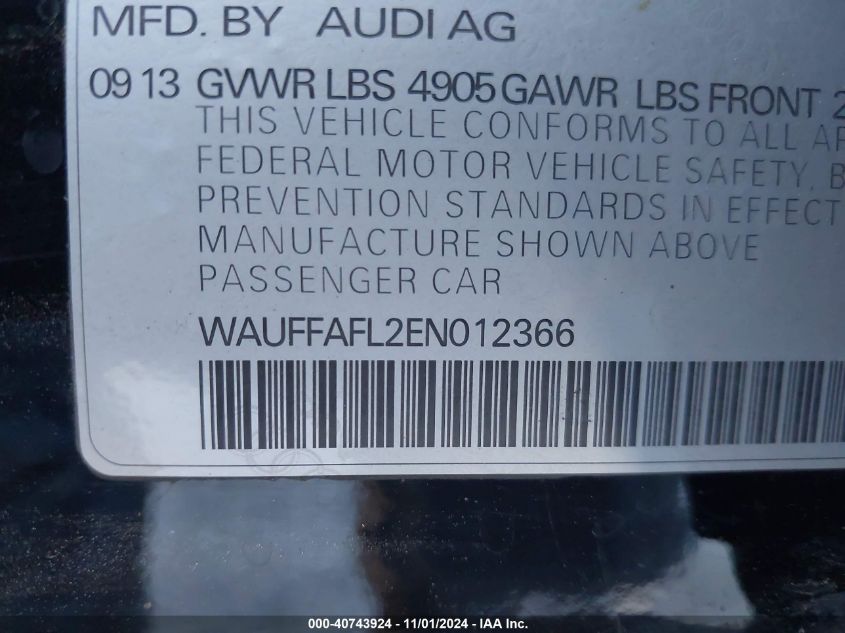 MFD. BY AUDI AG
09 13 GVWR LBS 4905 GAWR LBS FRONT 2
THIS VEHICLE CONFORMS TO ALL AP
FEDERAL MOTOR VEHICLE SAFETY, B
PREVENTION STANDARDS IN EFFECT
MANUFACTURE SHOWN ABOVE
PASSENGER CAR
WAUFFAFL2EN012366
000-40743924 - 11/01/2024 - IAA Inc.